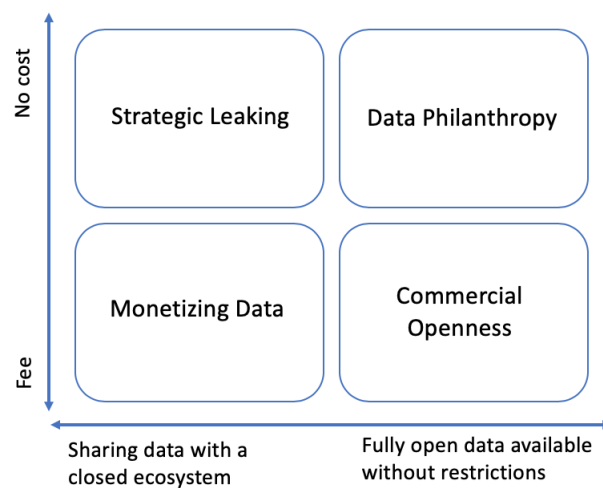 No cost
Strategic Leaking
Data Philanthropy
Monetizing Data
Commercial
Openness
Fee
Sharing data with a
closed ecosystem
Fully open data available
without restrictions